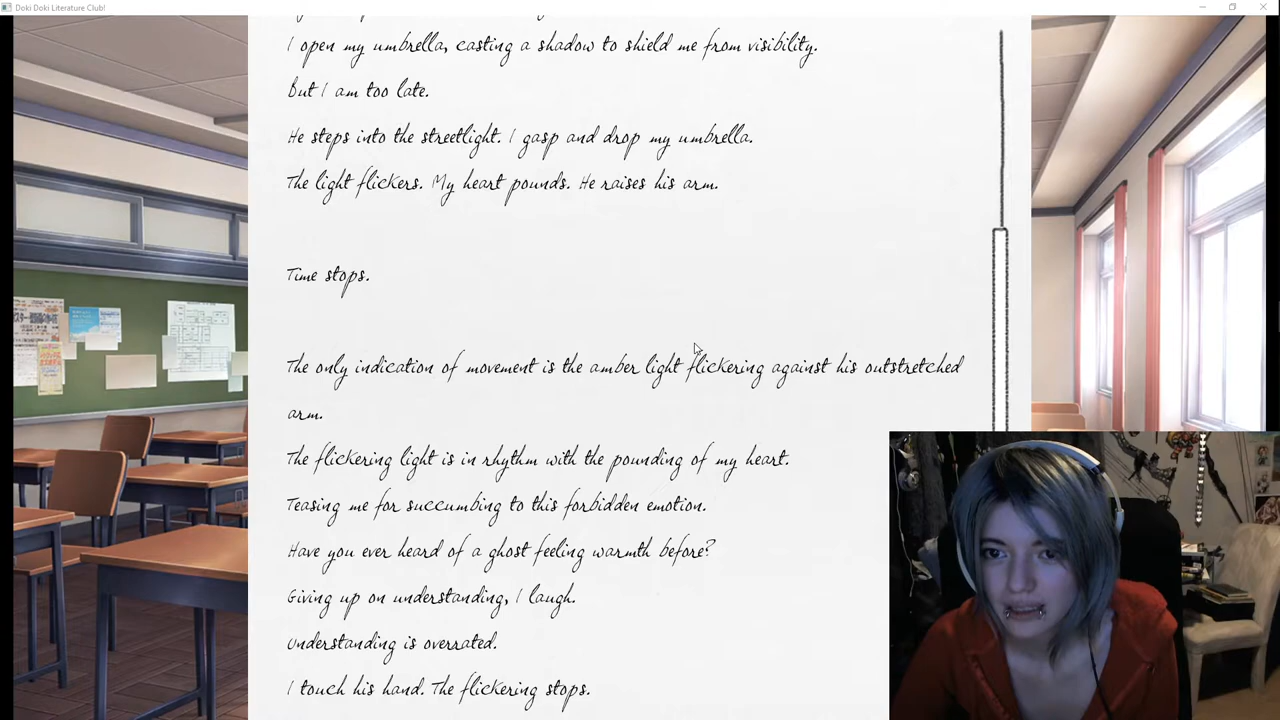 Doki Doki Literature Club!
I open my umbrella, casting a shadow to shield me from visibility.
But I am too late.
He steps into the streetlight. I gasp and drop my umbrella.
The light flickers. My heart pounds. He raises his arm.
Time stops.
The only indication of movement is the amber light flickering against his outstretched
arm.
The flickering light is in rhythm with the pounding of my heart.
Teasing me for succumbing to this forbidden emotion.
Have you ever heard of a ghost feeling warmth before?
Giving up on understanding, I laugh.
Understanding is overrated.
I touch his hand. The flickering stops.